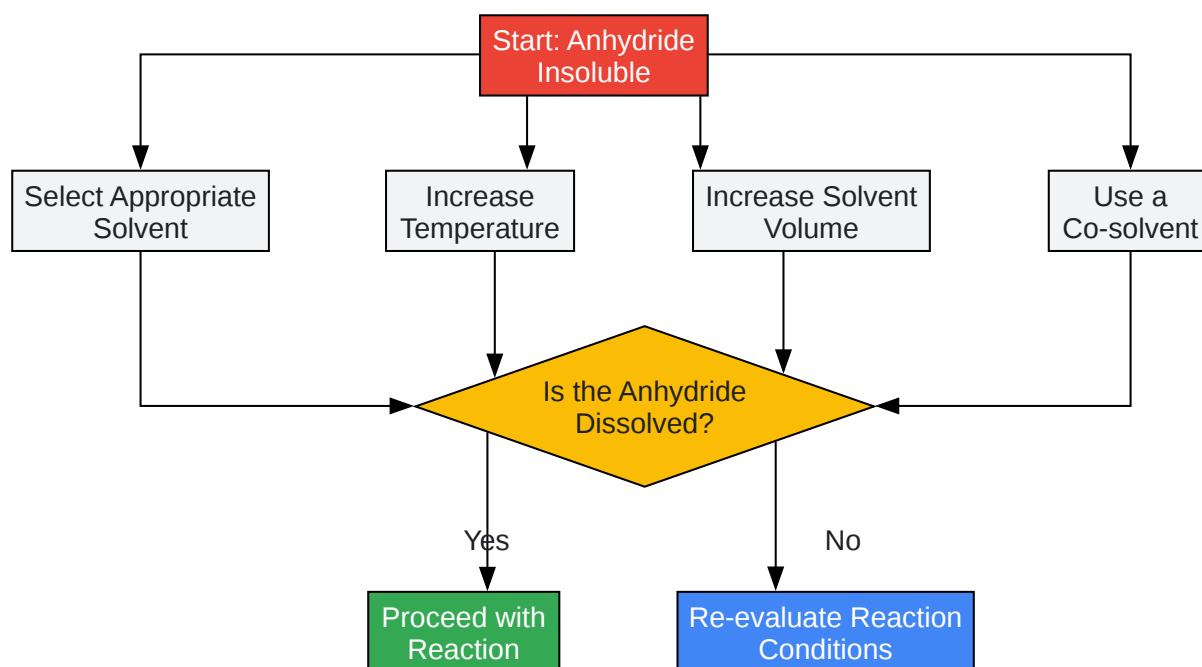 Start: Anhydride
Insoluble
Select Appropriate
Solvent
Increase
Temperature
Increase Solvent
Volume
Use a
Co-solvent
Is the Anhydride
Dissolved?
Yes
No
Proceed with
Reaction
Re-evaluate Reaction
Conditions